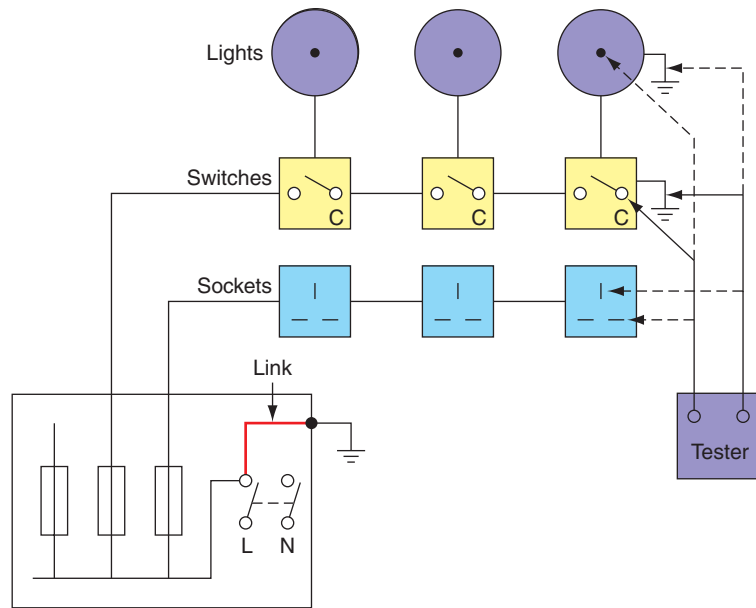 Lights
Switches
C
C
C
Sockets
Link
L
N
Tester